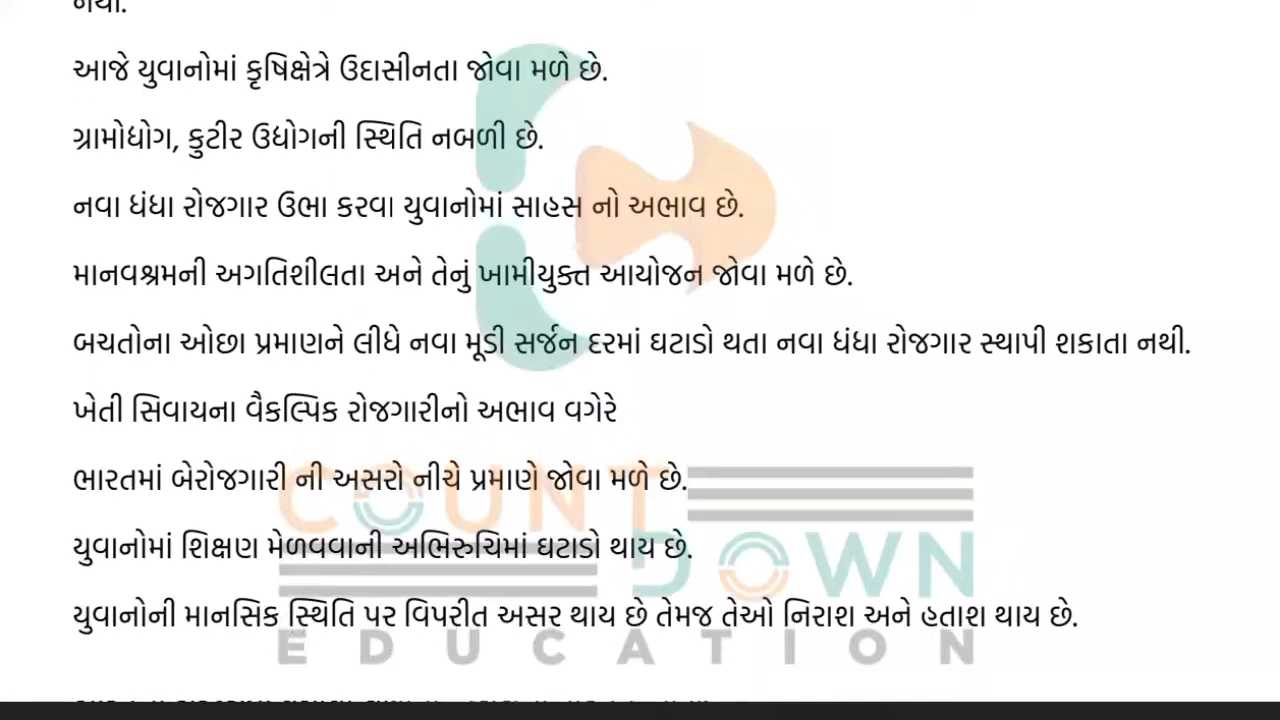 નથી.
આજે યુવાનોમાં કૃષિક્ષેત્રે ઉદાસીનતા જોવા મળે છે.
ગ્રામોદ્યોગ, કુટીર ઉદ્યોગની સ્થિતિ નબળી છે.
નવા ધંધા રોજગાર ઉભા કરવા યુવાનોમાં સાહસ નો અભાવ છે.
માનવશ્રમની અગતિશીલતા અને તેનું ખામીયુક્ત આયોજન જોવા મળે છે.
બચતોના ઓછા પ્રમાણને લીધે નવા મૂડી સર્જન દરમાં ઘટાડો થતા નવા ધંધા રોજગાર સ્થાપી શકાતા નથી.
ખેતી સિવાયના વૈકલ્પિક રોજગારીનો અભાવ વગેરે
ભારતમાં બેરોજગારી ની અસરો નીચે પ્રમાણે જોવા મળે છે.
COUNT
યુવાનોમાં શિક્ષણ મેળવવાની અભિરુચિમાં ઘટાડો થાય છે.
DOWN
યુવાનોની માનસિક સ્થિતિ પર વિપરીત અસર થાય છે તેમજ તેઓ નિરાશ અને હતાશ થાય છે.
EDUCATION